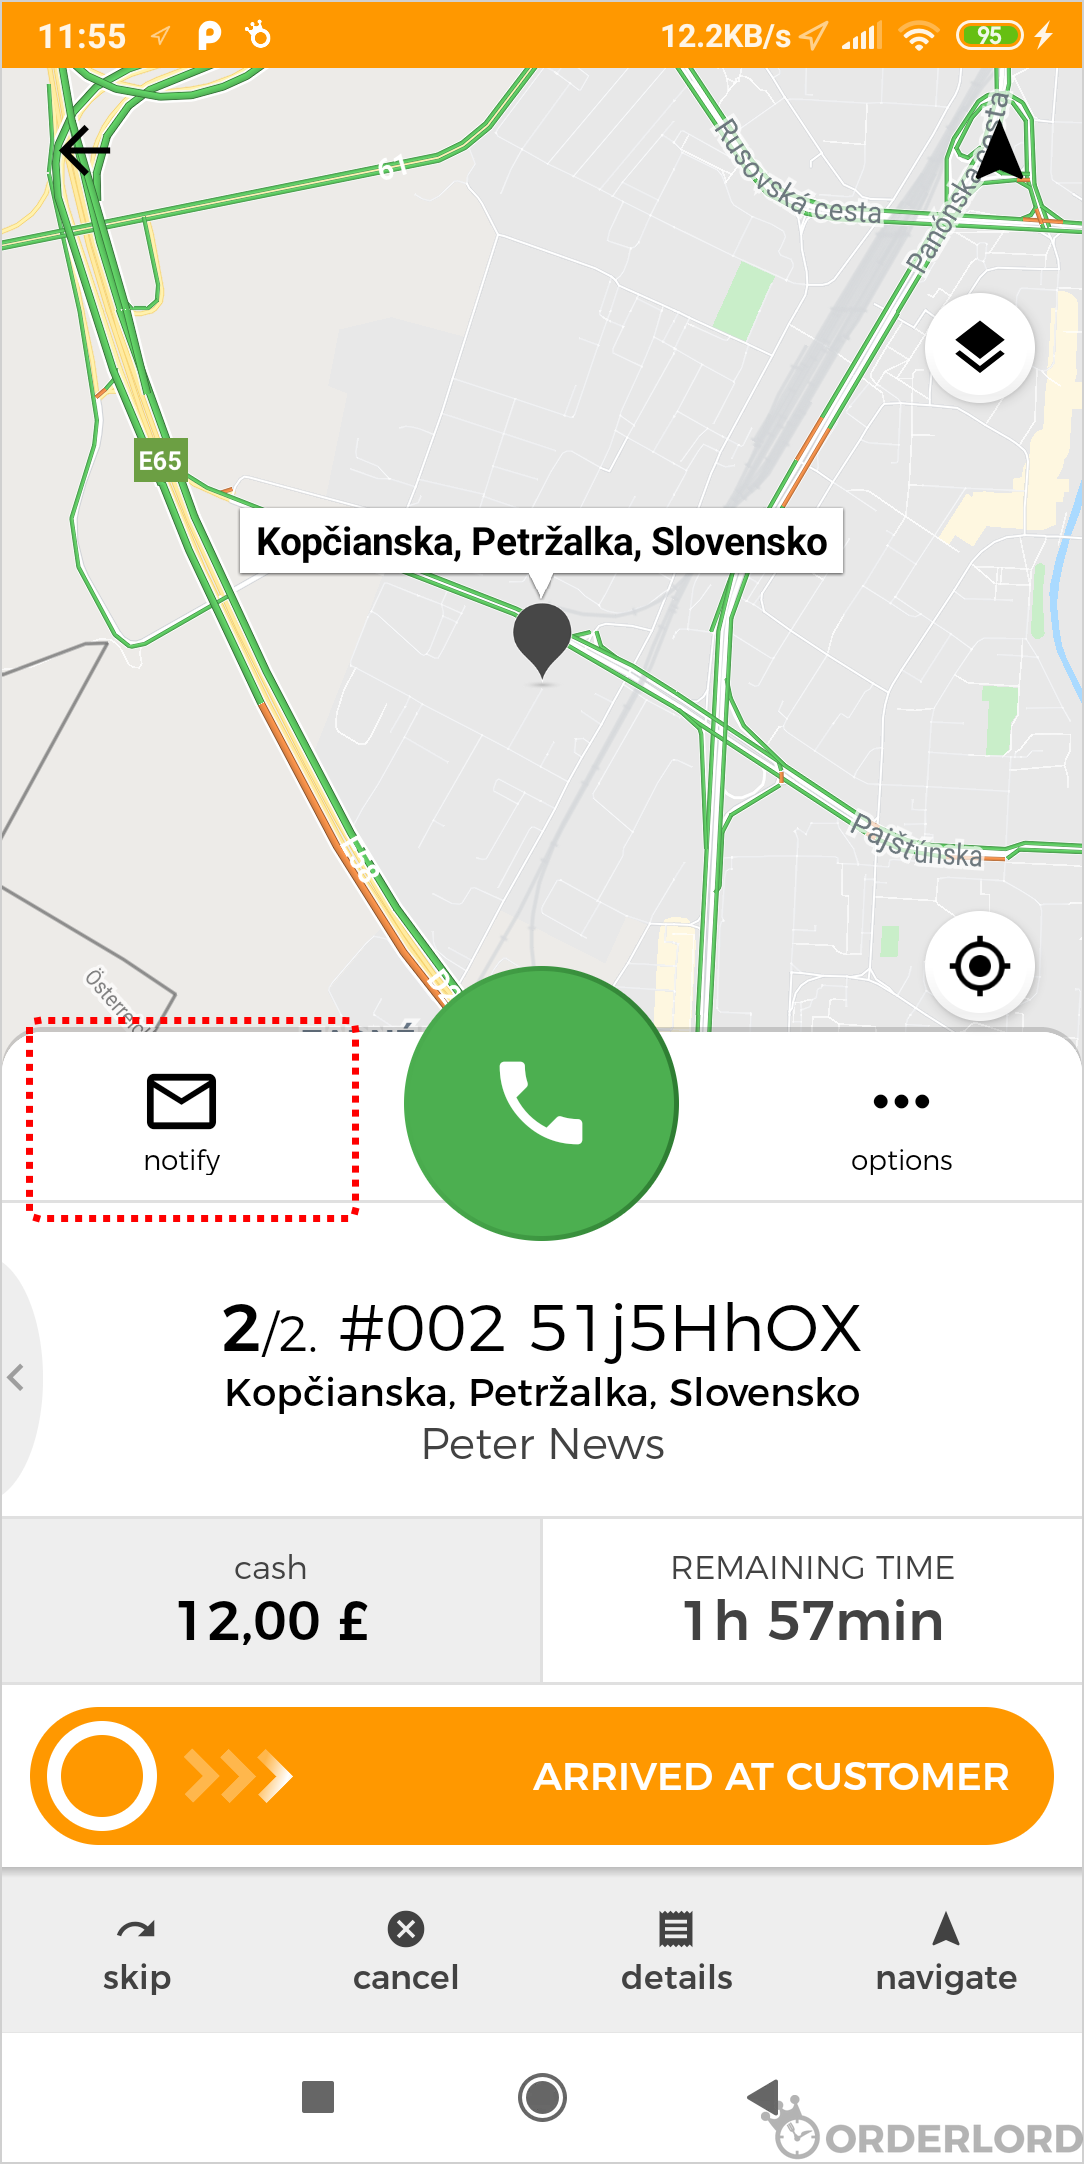 11:55
12.2KB/s
95
61
Rusovská cesta
Panónska cesta
E65
Kopčianska, Petržalka, Slovensko
E58
Pajštúnska
notify
options
2/2. #002 51j5HhOX
Kopčianska, Petržalka, Slovensko
Peter News
cash
REMAINING TIME
12,00 £
1h 57min
ARRIVED AT CUSTOMER
skip
cancel
details
navigate
ORDERLORD